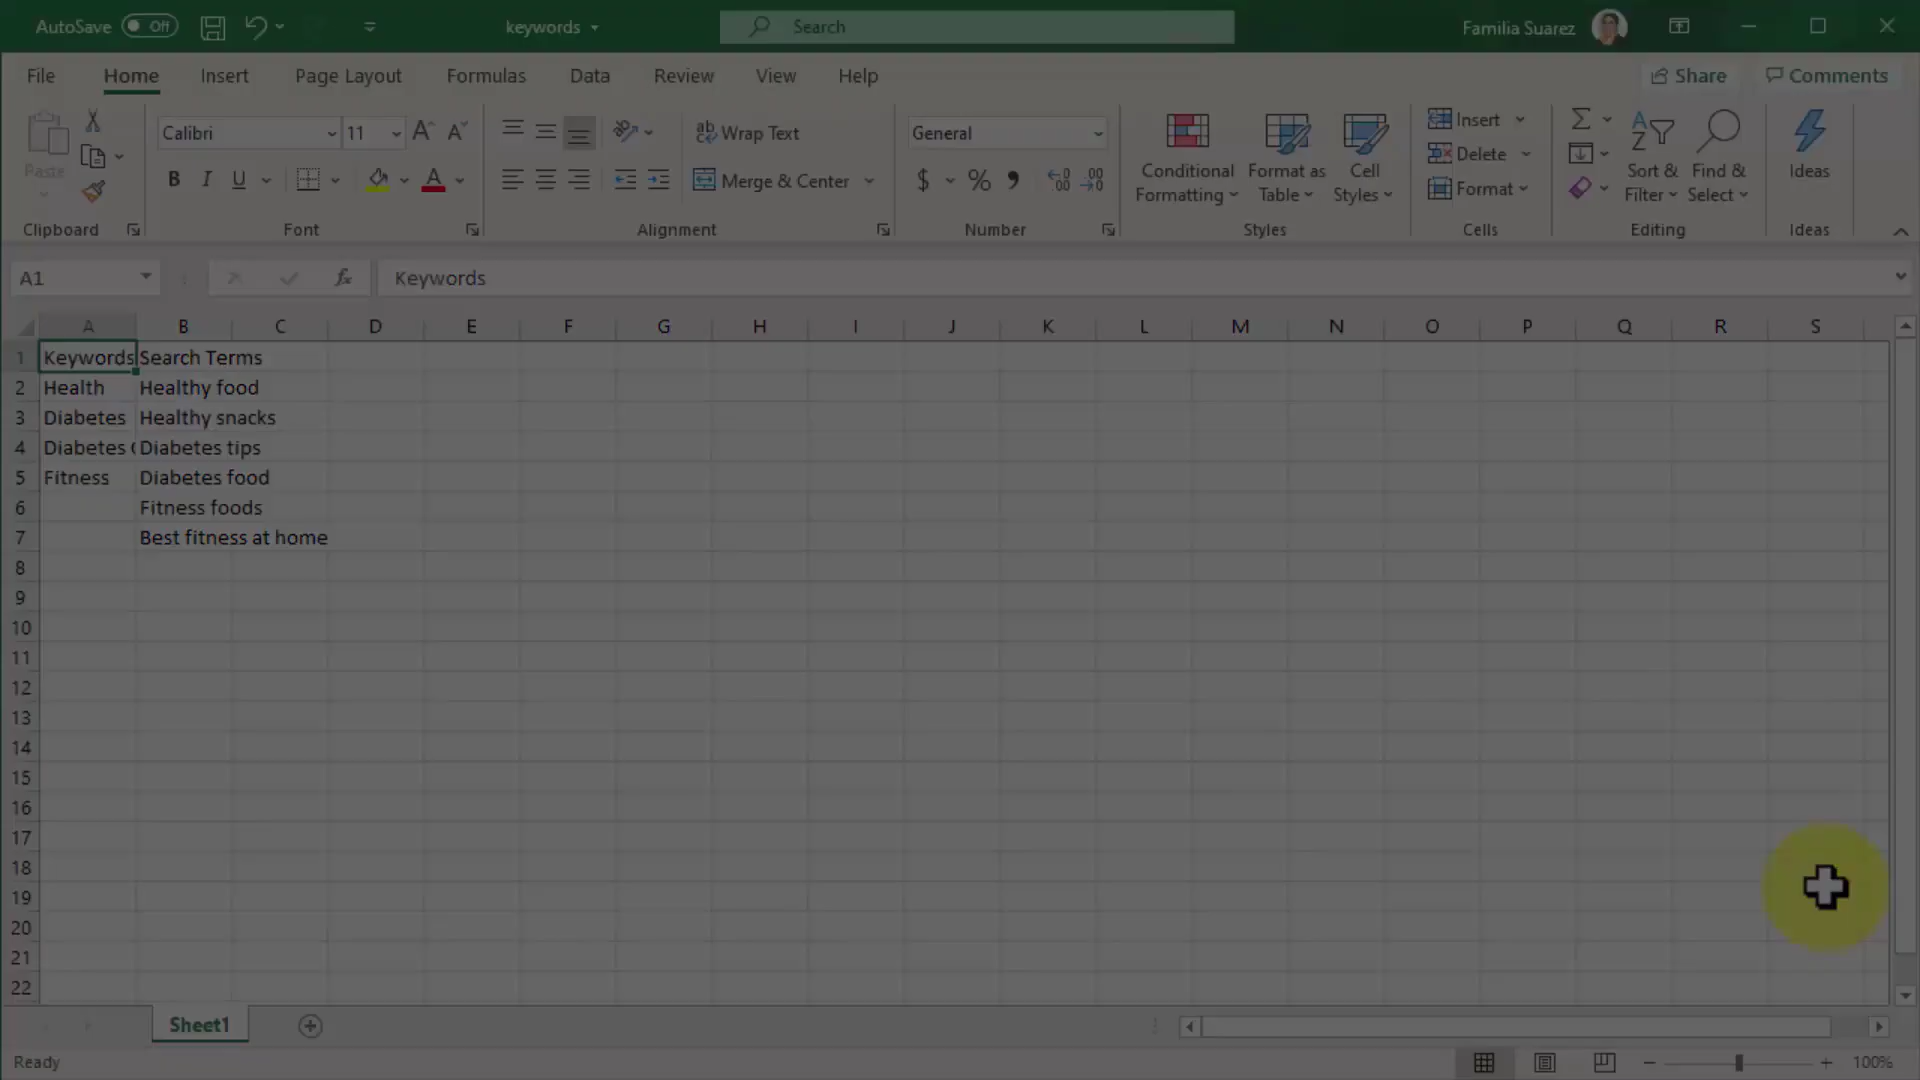 AutoSave Off keywords Search Familia Suarez
File Home Insert Page Layout Formulas Data Review View Help Share Comments
Paste Calibri 11 Wrap Text General Conditional Formatting Format as Table Cell Styles Insert Delete Format Sort & Filter Find & Select Ideas
B I U Merge & Center $ % 9
Clipboard Font Alignment Number Styles Cells Editing Ideas
A1 fx Keywords
A B C D E F G H I J K L M N O P Q R S
1 Keywords Search Terms
2 Health Healthy food
3 Diabetes Healthy snacks
4 Diabetes Diabetes tips
5 Fitness Diabetes food
6 Fitness foods
7 Best fitness at home
8
9
10
11
12
13
14
15
16
17
18
19
20
21
22
Sheet1
Ready 100%